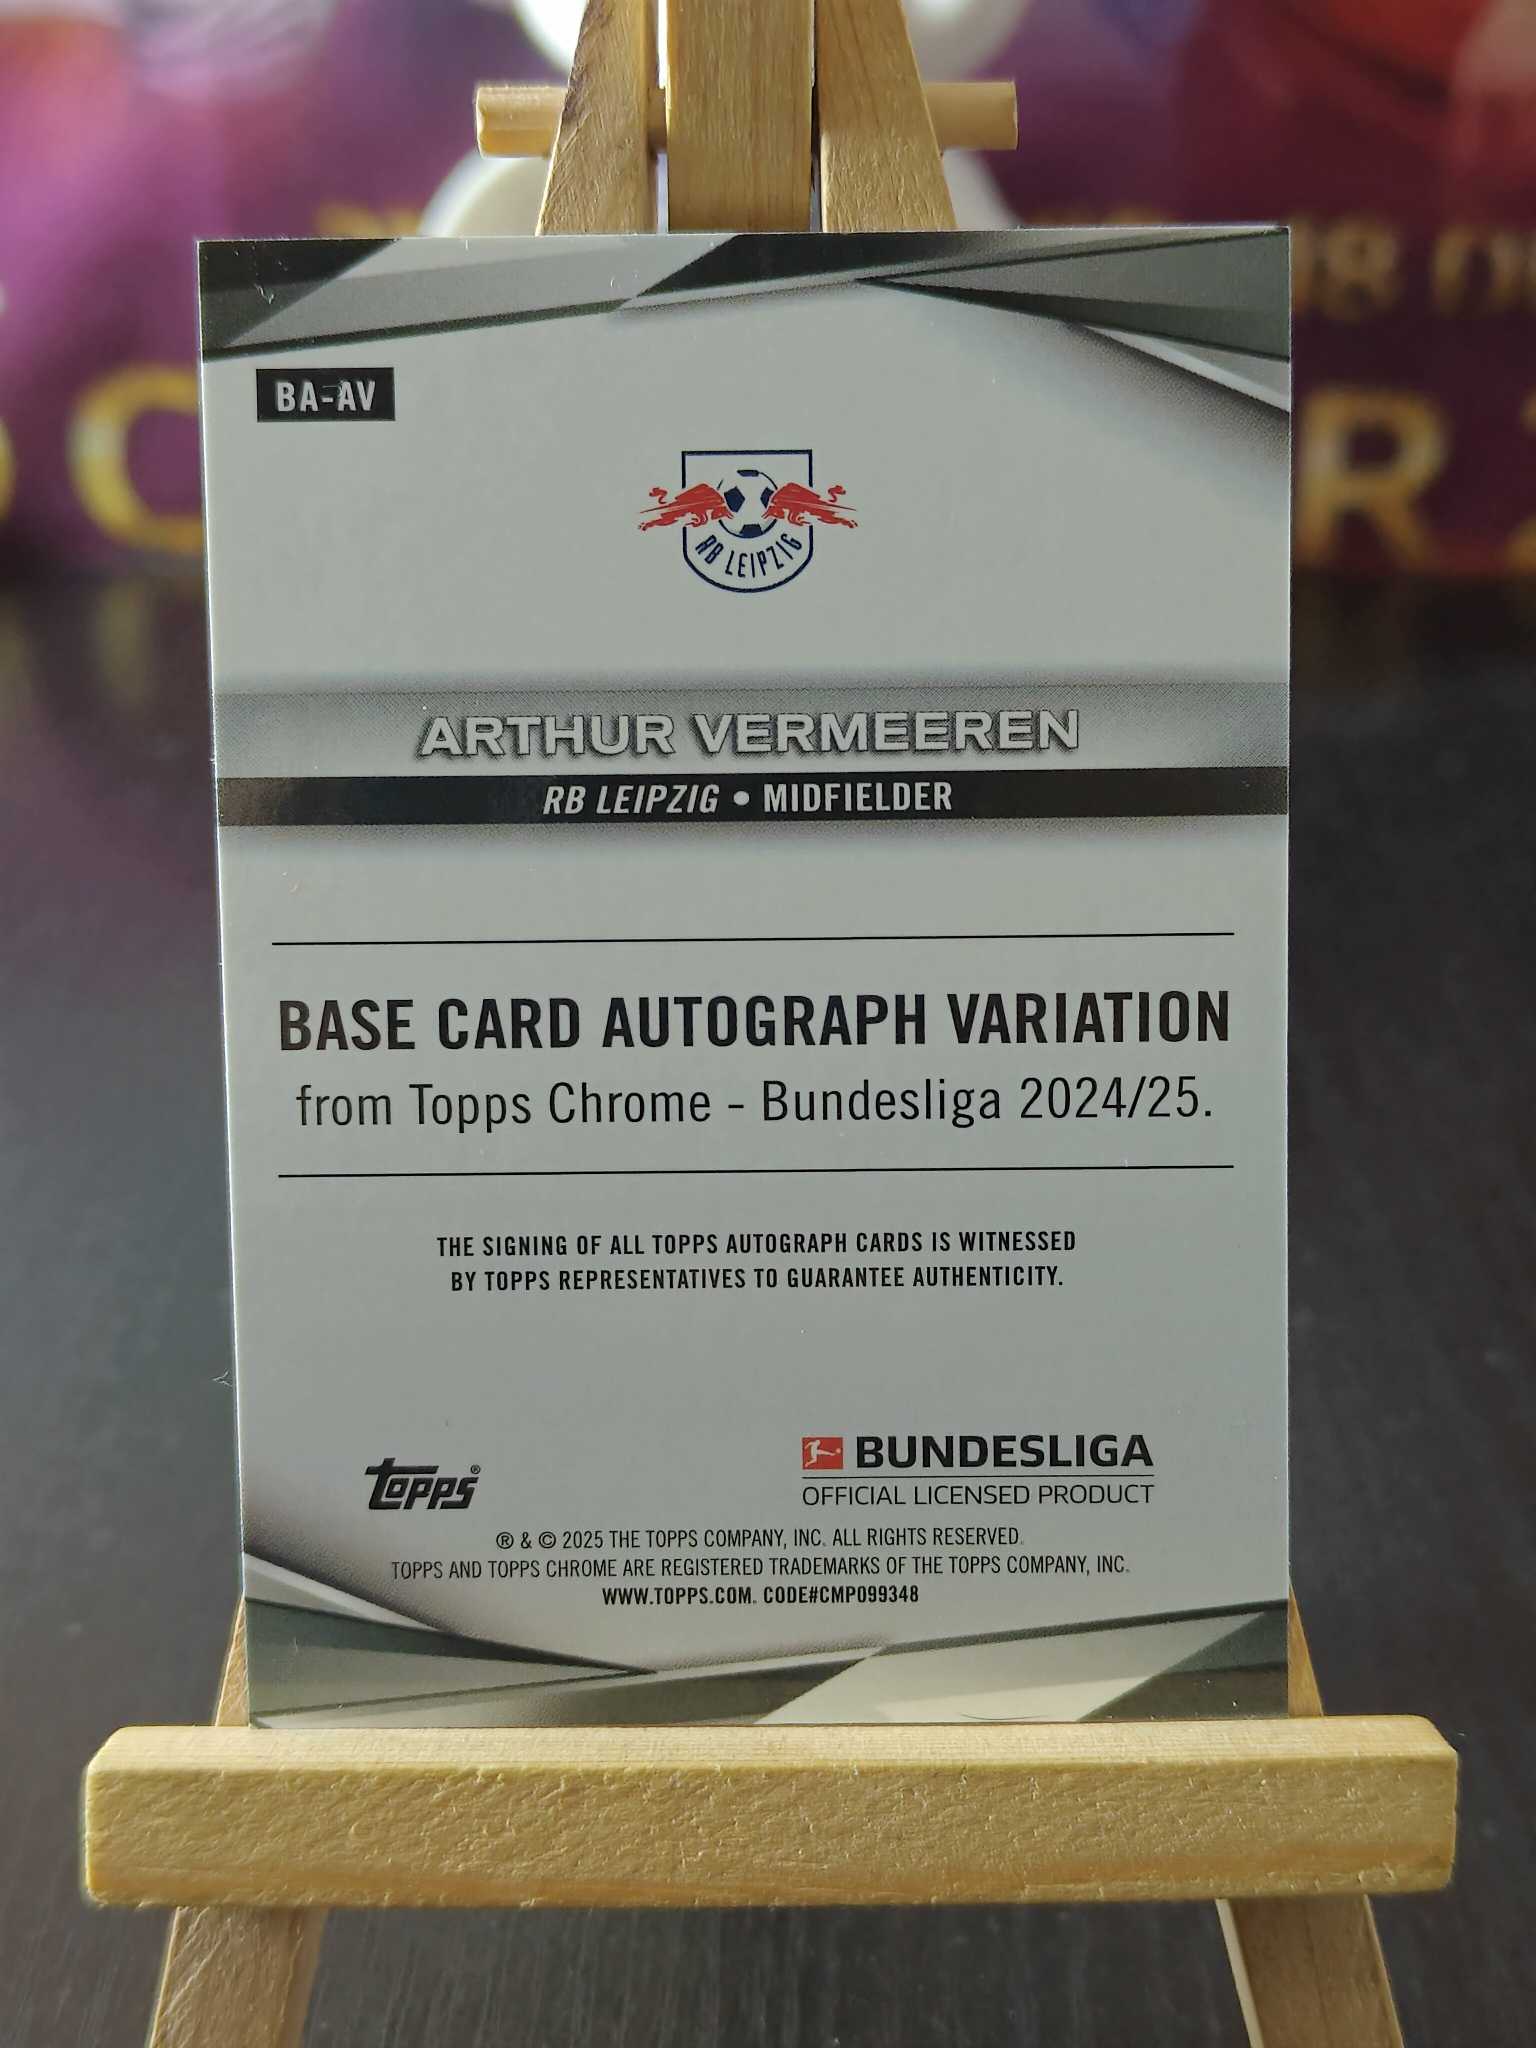 BA-AV
RB LEIPZIG
ARTHUR VERMEEREN
RB LEIPZIG • MIDFIELDER
BASE CARD AUTOGRAPH VARIATION
from Topps Chrome - Bundesliga 2024/25.
THE SIGNING OF ALL TOPPS AUTOGRAPH CARDS IS WITNESSED
BY TOPPS REPRESENTATIVES TO GUARANTEE AUTHENTICITY.
topps®
BUNDESLIGA
OFFICIAL LICENSED PRODUCT
® & © 2025 THE TOPPS COMPANY, INC. ALL RIGHTS RESERVED.
TOPPS AND TOPPS CHROME ARE REGISTERED TRADEMARKS OF THE TOPPS COMPANY, INC.
WWW.TOPPS.COM. CODE#CMP099348